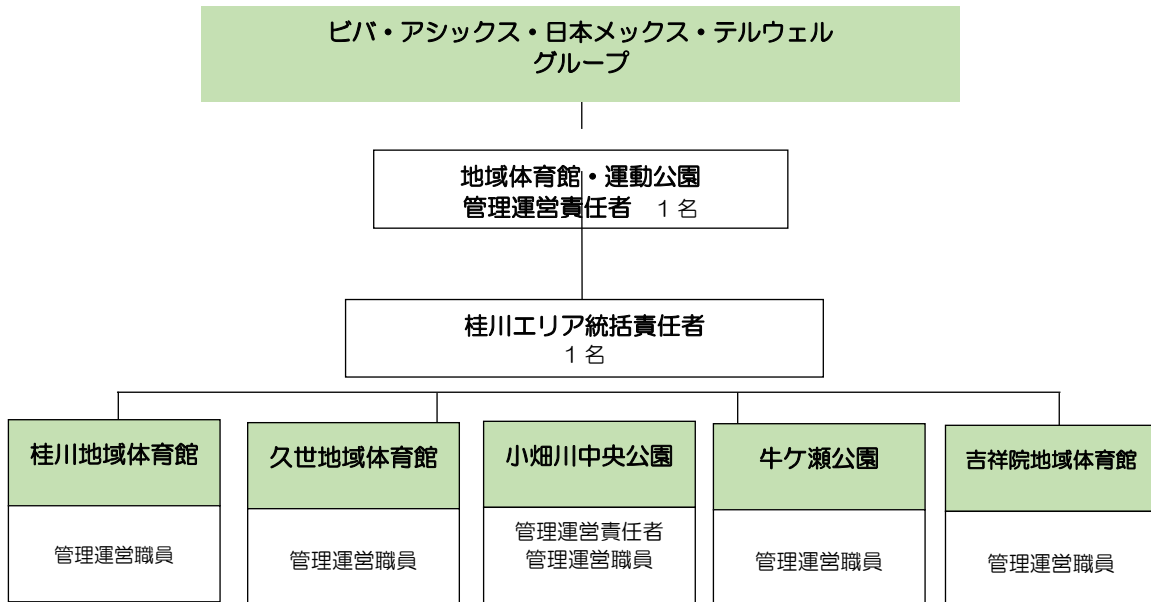 ビバ・アシックス・日本メックス・テルウェル
グループ
地域体育館・運動公園
管理運営責任者 1名
桂川エリア統括責任者
1名
桂川地域体育館
久世地域体育館
小畑川中央公園
牛ケ瀬公園
吉祥院地域体育館
管理運営職員
管理運営職員
管理運営責任者
管理運営職員
管理運営職員
管理運営職員